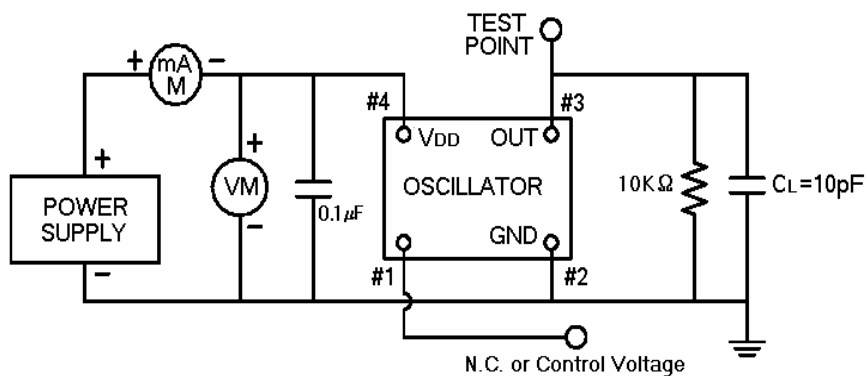 TEST
POINT
+ mA M −
#4
#3
+
VDD
OUT
+
VM
−
0.1µF
OSCILLATOR
10KΩ
CL=10pF
POWER
SUPPLY
GND
−
#1
#2
N.C. or Control Voltage